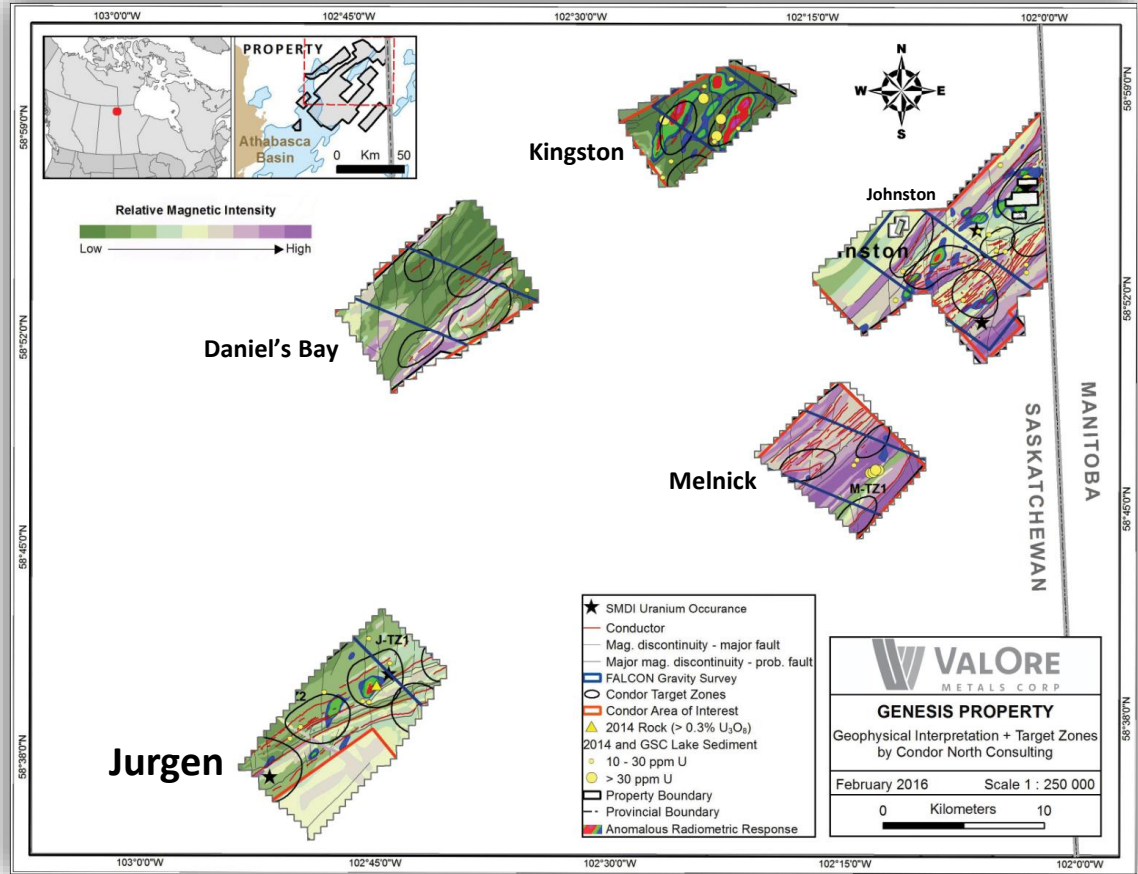 103°0'0"W
102°45'0"W
102°30'0"W
102°15'0"W
102°0'0"W
PROPERTY
Athabasca
Basin
0 Km 50
Relative Magnetic Intensity
Low High
N
W E
S
58°59'0"N
58°59'0"N
Kingston
Johnston
nston
58°52'0"N
58°52'0"N
Daniel's Bay
Melnick
M-TZ1
SASKATCHEWAN
MANITOBA
58°45'0"N
58°45'0"N
J-TZ1
Jurgen
58°38'0"N
58°38'0"N
SMDI Uranium Occurance
Conductor
Mag. discontinuity - major fault
Major mag. discontinuity - prob. fault
FALCON Gravity Survey
Condor Target Zones
Condor Area of Interest
2014 Rock (> 0.3% U₃O₈)
2014 and GSC Lake Sediment
10 - 30 ppm U
> 30 ppm U
Property Boundary
Provincial Boundary
Anomalous Radiometric Response
VALORE
METALS CORP
GENESIS PROPERTY
Geophysical Interpretation + Target Zones
by Condor North Consulting
February 2016 Scale 1 : 250 000
0 Kilometers 10
103°0'0"W
102°45'0"W
102°30'0"W
102°15'0"W
102°0'0"W